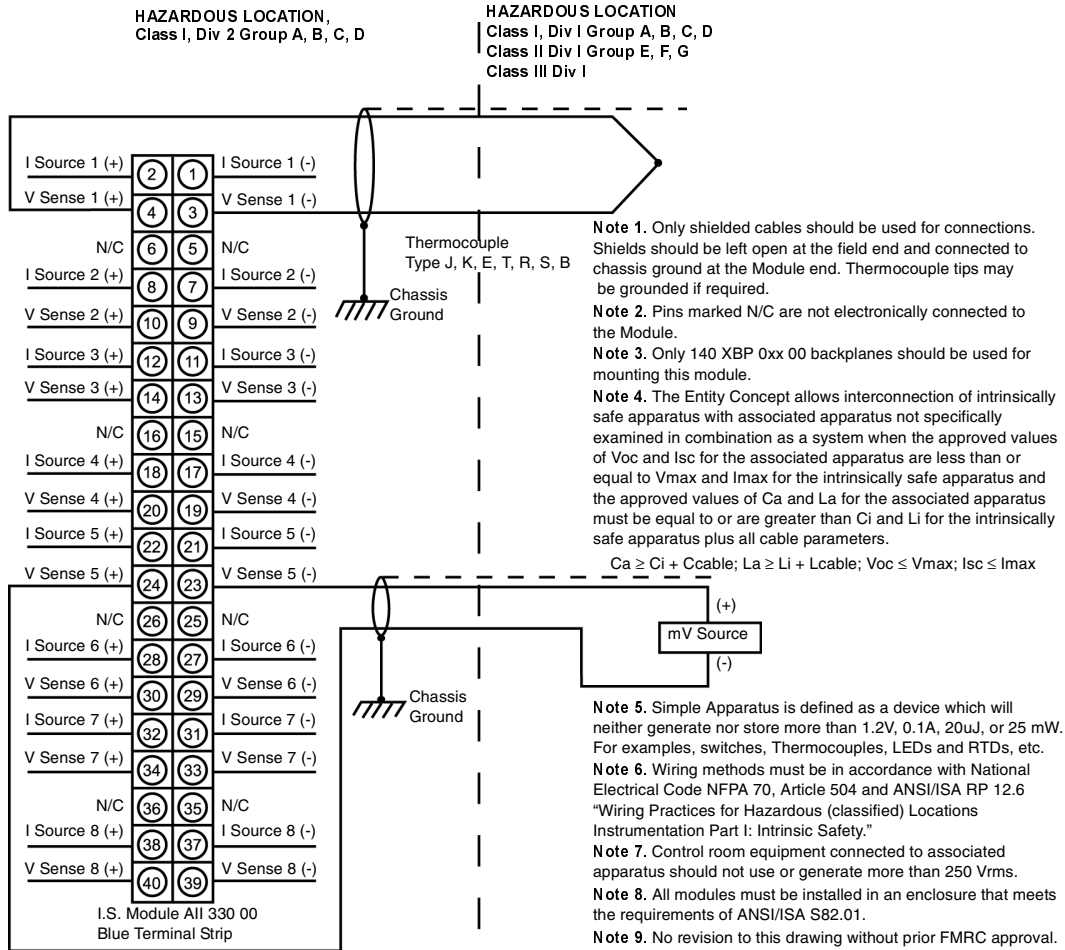 HAZARDOUS LOCATION,
Class I, Div 2 Group A, B, C, D
HAZARDOUS LOCATION
Class I, Div I Group A, B, C, D
Class II Div I Group E, F, G
Class III Div I
I Source 1 (+) 2 1 I Source 1 (-)
V Sense 1 (+) 4 3 V Sense 1 (-)
N/C 6 5 N/C
I Source 2 (+) 8 7 I Source 2 (-)
V Sense 2 (+) 10 9 V Sense 2 (-)
I Source 3 (+) 12 11 I Source 3 (-)
V Sense 3 (+) 14 13 V Sense 3 (-)
N/C 16 15 N/C
I Source 4 (+) 18 17 I Source 4 (-)
V Sense 4 (+) 20 19 V Sense 4 (-)
I Source 5 (+) 22 21 I Source 5 (-)
V Sense 5 (+) 24 23 V Sense 5 (-)
N/C 26 25 N/C
I Source 6 (+) 28 27 I Source 6 (-)
V Sense 6 (+) 30 29 V Sense 6 (-)
I Source 7 (+) 32 31 I Source 7 (-)
V Sense 7 (+) 34 33 V Sense 7 (-)
N/C 36 35 N/C
I Source 8 (+) 38 37 I Source 8 (-)
V Sense 8 (+) 40 39 V Sense 8 (-)
I.S. Module AII 330 00
Blue Terminal Strip
Thermocouple
Type J, K, E, T, R, S, B
Chassis
Ground
(+)
mV Source
(-)
Chassis
Ground
Note 1. Only shielded cables should be used for connections.
Shields should be left open at the field end and connected to
chassis ground at the Module end. Thermocouple tips may
be grounded if required.
Note 2. Pins marked N/C are not electronically connected to
the Module.
Note 3. Only 140 XBP 0xx 00 backplanes should be used for
mounting this module.
Note 4. The Entity Concept allows interconnection of intrinsically
safe apparatus with associated apparatus not specifically
examined in combination as a system when the approved values
of Voc and Isc for the associated apparatus are less than or
equal to Vmax and Imax for the intrinsically safe apparatus and
the approved values of Ca and La for the associated apparatus
must be equal to or are greater than Ci and Li for the intrinsically
safe apparatus plus all cable parameters.
Ca ≥ Ci + Ccable; La ≥ Li + Lcable; Voc ≤ Vmax; Isc ≤ Imax
Note 5. Simple Apparatus is defined as a device which will
neither generate nor store more than 1.2V, 0.1A, 20uJ, or 25 mW.
For examples, switches, Thermocouples, LEDs and RTDs, etc.
Note 6. Wiring methods must be in accordance with National
Electrical Code NFPA 70, Article 504 and ANSI/ISA RP 12.6
“Wiring Practices for Hazardous (classified) Locations
Instrumentation Part I: Intrinsic Safety.”
Note 7. Control room equipment connected to associated
apparatus should not use or generate more than 250 Vrms.
Note 8. All modules must be installed in an enclosure that meets
the requirements of ANSI/ISA S82.01.
Note 9. No revision to this drawing without prior FMRC approval.